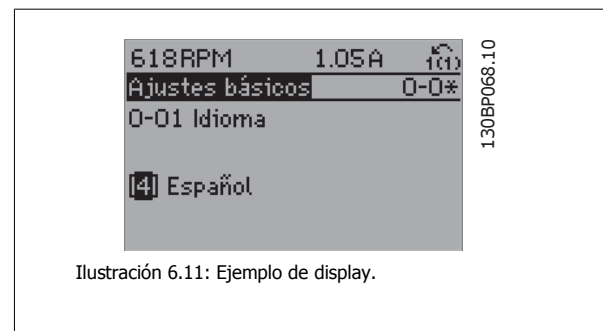 618RPM 1.05A 1(1)
Ajustes básicos 0-0*
0-01 Idioma
[4] Español
130BP068.10
Ilustración 6.11: Ejemplo de display.